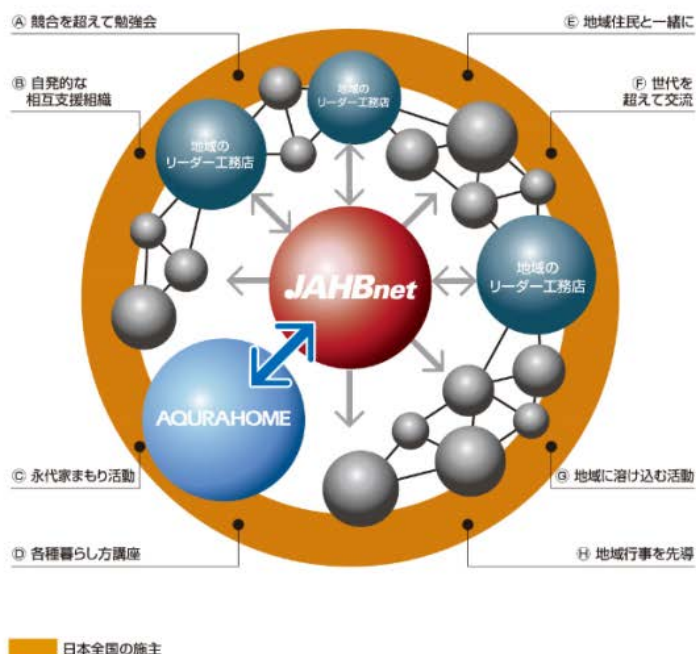 Ⓐ 競合を超えて勉強会
Ⓑ 自発的な
相互支援組織
地域の
リーダー工務店
地域の
リーダー工務店
Ⓔ 地域住民と一緒に
Ⓕ 世代を
超えて交流
JAHBnet
地域の
リーダー工務店
AQURAHOME
Ⓒ 永代家まもり活動
Ⓓ 各種暮らし方講座
Ⓖ 地域に溶け込む活動
Ⓗ 地域行事を先導
日本全国の施主